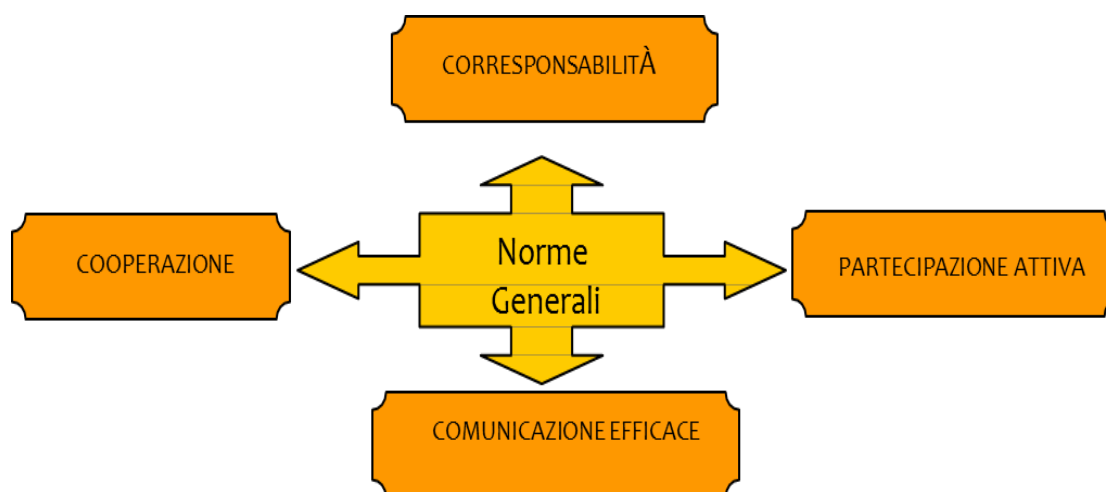 CORRESPONSABILITÀ
COOPERAZIONE
Norme
Generali
PARTECIPAZIONE ATTIVA
COMUNICAZIONE EFFICACE